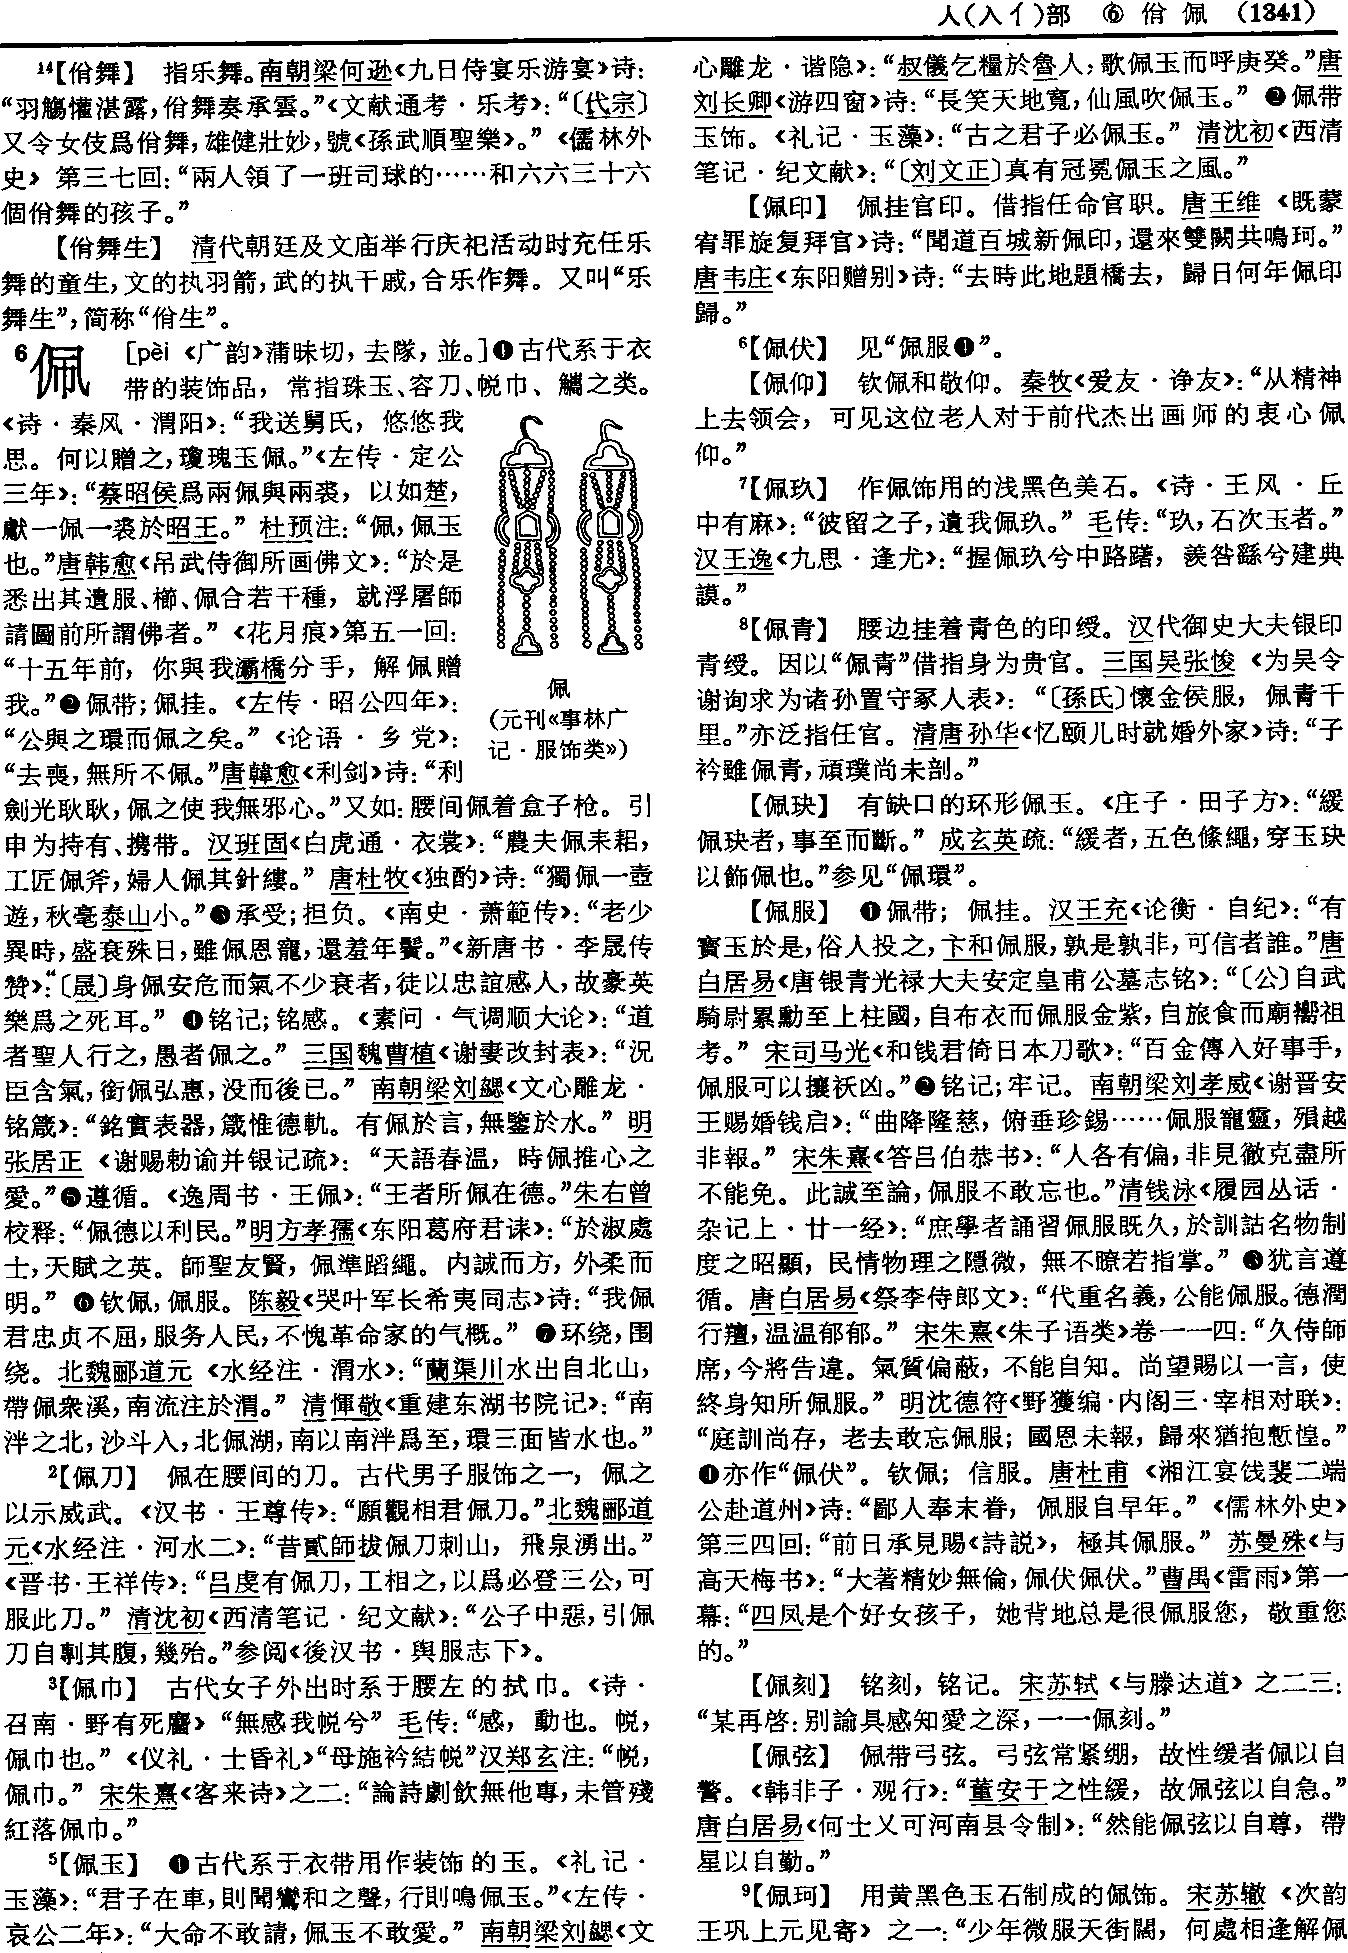 人(入亻)部 ⑥ 佾 佩 (1341)
14【佾舞】 指乐舞。南朝梁何逊《九日侍宴乐游宴》诗：
“羽觴懽湛露，佾舞奏承雲。”《文献通考·乐考》：“〔代宗〕
又令女伎爲佾舞，雄健壯妙，號《孫武順聖樂》。”《儒林外
史》第三七回：“兩人領了一班司球的……和六六三十六
個佾舞的孩子。”
【佾舞生】 清代朝廷及文庙举行庆祀活动时充任乐
舞的童生，文的执羽箭，武的执干戚，合乐作舞。又叫“乐
舞生”，简称“佾生”。
6佩 [pèi《广韵》蒲昧切，去隊，並。]❶古代系于衣
带的装饰品，常指珠玉、容刀、帨巾、觿之类。
《诗·秦风·渭阳》：“我送舅氏，悠悠我
思。何以贈之，瓊瑰玉佩。”《左传·定公
三年》：“蔡昭侯爲兩佩與兩裘，以如楚，
獻一佩一裘於昭王。”杜预注：“佩，佩玉
也。”唐韩愈《吊武侍御所画佛文》：“於是
悉出其遺服、櫛、佩合若干種，就浮屠師
請圖前所謂佛者。”《花月痕》第五一回：
“十五年前，你與我灞橋分手，解佩贈
我。”❷佩带；佩挂。《左传·昭公四年》：
“公與之環而佩之矣。”《论语·乡党》：
“去喪，無所不佩。”唐韓愈《利剑》诗：“利
佩
(元刊《事林广
记·服饰类》)
劍光耿耿，佩之使我無邪心。”又如：腰间佩着盒子枪。引
申为持有、携带。汉班固《白虎通·衣裳》：“農夫佩耒耜，
工匠佩斧，婦人佩其針縷。”唐杜牧《独酌》诗：“獨佩一壺
遊，秋毫泰山小。”❸承受；担负。《南史·萧範传》：“老少
異時，盛衰殊日，雖佩恩寵，還羞年鬢。”《新唐书·李晟传
赞》：“〔晟〕身佩安危而氣不少衰者，徒以忠誼感人，故豪英
樂爲之死耳。”❹铭记；铭感。《素问·气调顺大论》：“道
者聖人行之，愚者佩之。”三国魏曹植《谢妻改封表》：“況
臣含氣，銜佩弘惠，没而後已。”南朝梁刘勰《文心雕龙·
铭箴》：“銘實表器，箴惟德軌。有佩於言，無鑒於水。”明
张居正《谢赐勅谕并银记疏》：“天語春温，時佩推心之
愛。”❺遵循。《逸周书·王佩》：“王者所佩在德。”朱右曾
校释：“佩德以利民。”明方孝孺《东阳葛府君诔》：“於淑處
士，天賦之英。師聖友賢，佩準蹈繩。内誠而方，外柔而
明。”❻钦佩，佩服。陈毅《哭叶军长希夷同志》诗：“我佩
君忠贞不屈，服务人民，不愧革命家的气概。”❼环绕，围
绕。北魏郦道元《水经注·渭水》：“蘭渠川水出自北山，
帶佩衆溪，南流注於渭。”清惲敬《重建东湖书院记》：“南
泮之北，沙斗入，北佩湖，南以南泮爲至，環三面皆水也。”
2【佩刀】 佩在腰间的刀。古代男子服饰之一，佩之
以示威武。《汉书·王尊传》：“願觀相君佩刀。”北魏郦道
元《水经注·河水二》：“昔貳師拔佩刀刺山，飛泉湧出。”
《晋书·王祥传》：“吕虔有佩刀，工相之，以爲必登三公，可
服此刀。”清沈初《西清笔记·纪文献》：“公子中惡，引佩
刀自剚其腹，幾殆。”参阅《後汉书·舆服志下》。
3【佩巾】 古代女子外出时系于腰左的拭巾。《诗·
召南·野有死麕》“無感我帨兮”毛传：“感，動也。帨，
佩巾也。”《仪礼·士昏礼》“母施衿結帨”汉郑玄注：“帨，
佩巾。”宋朱熹《客来诗》之二：“論詩劇飲無他專，未管殘
紅落佩巾。”
5【佩玉】 ❶古代系于衣带用作装饰的玉。《礼记·
玉藻》：“君子在車，則聞鸞和之聲，行則鳴佩玉。”《左传·
哀公二年》：“大命不敢請，佩玉不敢愛。”南朝梁刘勰《文
心雕龙·谐隐》：“叔儀乞糧於魯人，歌佩玉而呼庚癸。”唐
刘长卿《游四窗》诗：“長笑天地寬，仙風吹佩玉。”❷佩带
玉饰。《礼记·玉藻》：“古之君子必佩玉。”清沈初《西清
笔记·纪文献》：“〔刘文正〕真有冠冕佩玉之風。”
【佩印】 佩挂官印。借指任命官职。唐王维《既蒙
宥罪旋复拜官》诗：“聞道百城新佩印，還來雙闕共鳴珂。”
唐韦庄《东阳赠别》诗：“去時此地題橋去，歸日何年佩印
歸。”
6【佩伏】 见“佩服❶”。
【佩仰】 钦佩和敬仰。秦牧《爱友·诤友》：“从精神
上去领会，可见这位老人对于前代杰出画师的衷心佩
仰。”
7【佩玖】 作佩饰用的浅黑色美石。《诗·王风·丘
中有麻》：“彼留之子，遺我佩玖。”毛传：“玖，石次玉者。”
汉王逸《九思·逢尤》：“握佩玖兮中路躇，羨咎繇兮建典
謨。”
8【佩青】 腰边挂着青色的印绶。汉代御史大夫银印
青绶。因以“佩青”借指身为贵官。三国吴张悛《为吴令
谢询求为诸孙置守冢人表》：“〔孫氏〕懷金侯服，佩青千
里。”亦泛指任官。清唐孙华《忆颐儿时就婚外家》诗：“子
衿雖佩青，頑璞尚未剖。”
【佩玦】 有缺口的环形佩玉。《庄子·田子方》：“緩
佩玦者，事至而斷。”成玄英疏：“緩者，五色絛繩，穿玉玦
以飾佩也。”参见“佩環”。
【佩服】 ❶佩带；佩挂。汉王充《论衡·自纪》：“有
寳玉於是，俗人投之，卞和佩服，孰是孰非，可信者誰。”唐
白居易《唐银青光禄大夫安定皇甫公墓志铭》：“〔公〕自武
騎尉累勳至上柱國，自布衣而佩服金紫，自旅食而廟饗祖
考。”宋司马光《和钱君倚日本刀歌》：“百金傳入好事手，
佩服可以攘祅凶。”❷铭记；牢记。南朝梁刘孝威《谢晋安
王赐婚钱启》：“曲降隆慈，俯垂珍錫……佩服寵靈，殞越
非報。”宋朱熹《答吕伯恭书》：“人各有偏，非見徹克盡所
不能免。此誠至論，佩服不敢忘也。”清钱泳《履园丛话·
杂记上·廿一经》：“庶學者誦習佩服既久，於訓詁名物制
度之昭顯，民情物理之隱微，無不瞭若指掌。”❸犹言遵
循。唐白居易《祭李侍郎文》：“代重名義，公能佩服。德潤
行羶，温温郁郁。”宋朱熹《朱子语类》卷一一四：“久侍師
席，今將告違。氣質偏蔽，不能自知。尚望賜以一言，使
終身知所佩服。”明沈德符《野獲编·内阁三·宰相对联》：
“庭訓尚存，老去敢忘佩服；國恩未報，歸來猶抱慙惶。”
❹亦作“佩伏”。钦佩；信服。唐杜甫《湘江宴饯裴二端
公赴道州》诗：“鄙人奉末眷，佩服自早年。”《儒林外史》
第三四回：“前日承見賜《詩説》，極其佩服。”苏曼殊《与
高天梅书》：“大著精妙無倫，佩伏佩伏。”曹禺《雷雨》第一
幕：“四凤是个好女孩子，她背地总是很佩服您，敬重您
的。”
【佩刻】 铭刻，铭记。宋苏轼《与滕达道》之二三：
“某再啓：别諭具感知愛之深，一一佩刻。”
【佩弦】 佩带弓弦。弓弦常紧绷，故性缓者佩以自
警。《韩非子·观行》：“董安于之性緩，故佩弦以自急。”
唐白居易《何士乂可河南县令制》：“然能佩弦以自尊，帶
星以自勤。”
9【佩珂】 用黄黑色玉石制成的佩饰。宋苏辙《次韵
王巩上元见寄》之一：“少年微服天街闊，何處相逢解佩